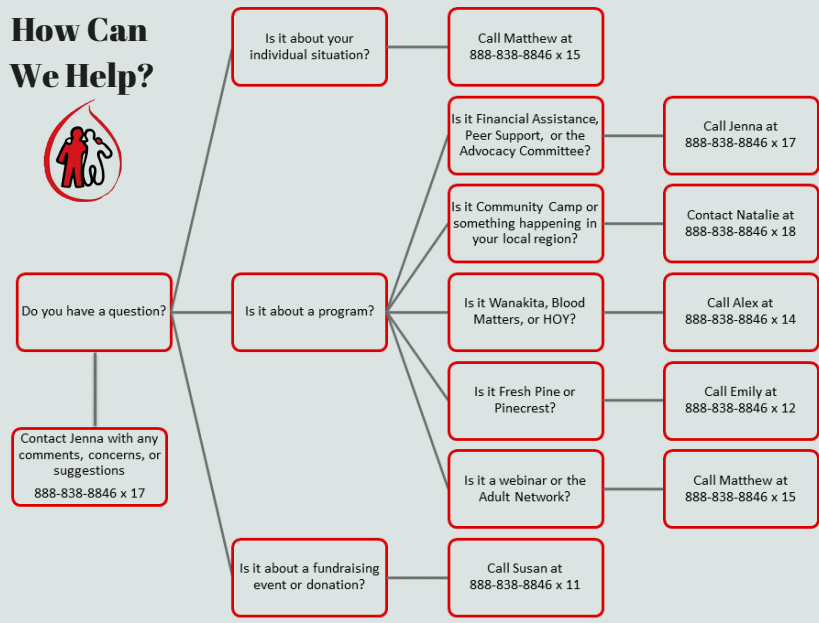 How Can
We Help?
Is it about your
individual situation?
Call Matthew at
888-838-8846 x 15
Is it Financial Assistance,
Peer Support, or the
Advocacy Committee?
Call Jenna at
888-838-8846 x 17
Is it Community Camp or
something happening in
your local region?
Contact Natalie at
888-838-8846 x 18
Do you have a question?
Is it about a program?
Is it Wanakita, Blood
Matters, or HOY?
Call Alex at
888-838-8846 x 14
Is it Fresh Pine or
Pinecrest?
Call Emily at
888-838-8846 x 12
Contact Jenna with any
comments, concerns, or
suggestions
888-838-8846 x 17
Is it a webinar or the
Adult Network?
Call Matthew at
888-838-8846 x 15
Is it about a fundraising
event or donation?
Call Susan at
888-838-8846 x 11